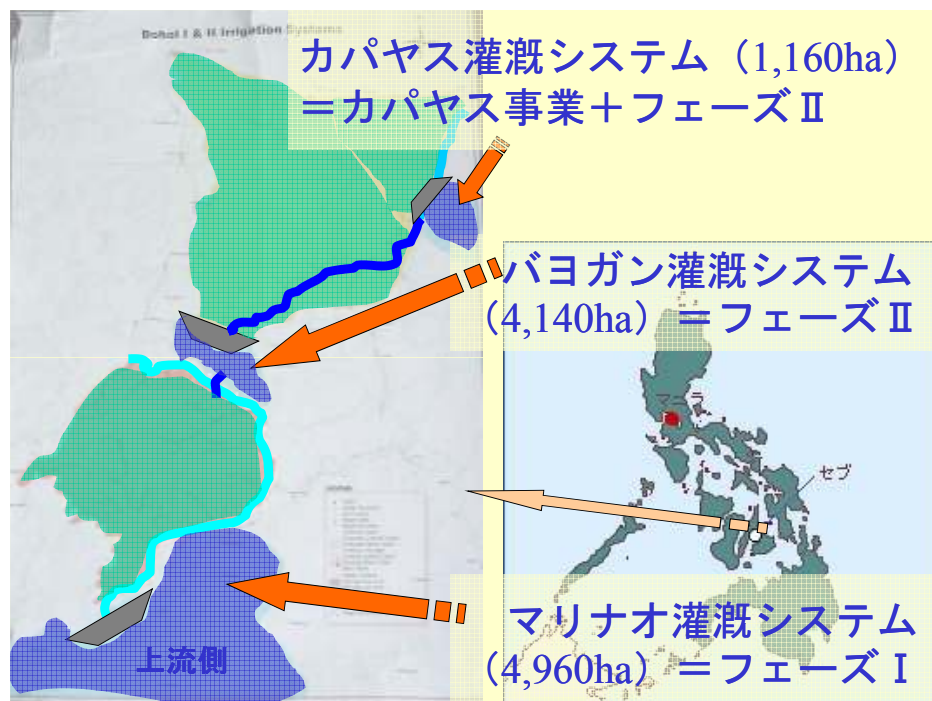 Bohol I & II Irrigation Systems
カパヤス灌漑システム（1,160ha）
＝カパヤス事業＋フェーズⅡ
バヨガン灌漑システム
（4,140ha）＝フェーズⅡ
マニラ
セブ
マリナオ灌漑システム
（4,960ha）＝フェーズⅠ
上流側